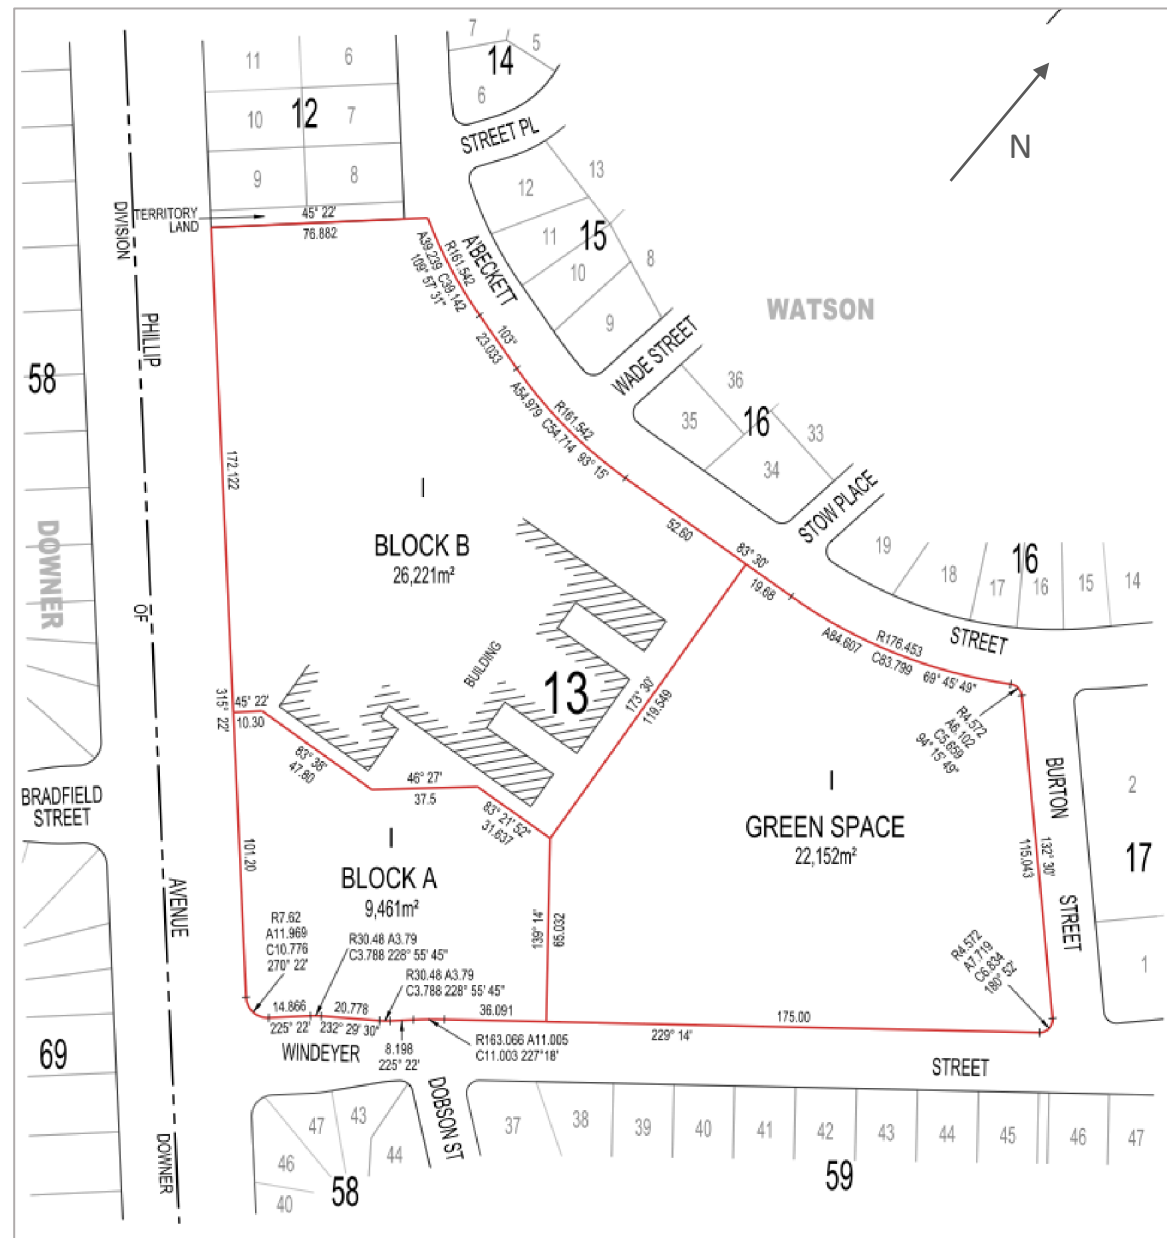 7
5
14
6
11
6
10
12
7
9
8
STREET PL
N
13
12
11
15
10
8
9
TERRITORY
LAND
45° 22'
76.882
DIVISION
PHILLIP
OF
AVENUE
DOWNER
A'BECKETT
R161.542
A39.239 C39.142
109° 57' 31"
103°
23.033
WATSON
WADE STREET
58
36
35
16
33
34
R161.542
A54.979 C54.714 93° 15'
172.122
52.60
STOW PLACE
DOWNER
BLOCK B
26,221m²
83° 30'
19.68
19
18
17
16
16
15
14
STREET
R176.453
A84.607 C83.799 69° 45' 49"
BUILDING
13
173° 30'
119.549
45° 22'
10.30
315° 22'
83° 35'
47.80
46° 27'
37.5
83° 21' 52"
31.637
R4.572
A6.102
C5.659
94° 15' 49"
BURTON
STREET
132° 30'
115.043
2
17
1
BRADFIELD
STREET
101.20
BLOCK A
9,461m²
GREEN SPACE
22,152m²
139° 14'
65.032
R7.62
A11.969
C10.776
270° 22'
R30.48 A3.79
C3.788 228° 55' 45"
R30.48 A3.79
C3.788 228° 55' 45"
R4.572
A7.719
C6.834
180° 52'
14.866
225° 22'
20.778
232° 29' 30"
8.198
225° 22'
36.091
R163.066 A11.005
C11.003 227°18'
175.00
229° 14'
69
WINDEYER
STREET
DOBSON ST
47
43
46
44
58
40
37
38
39
40
41
42
43
44
45
46
47
59